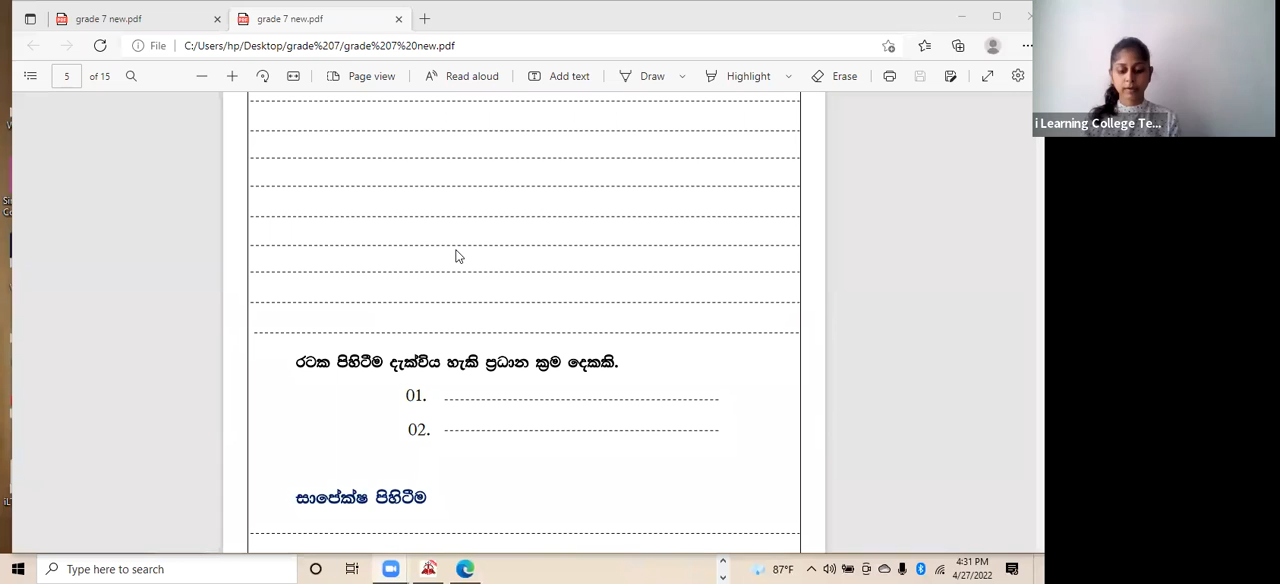 grade 7 new.pdf
grade 7 new.pdf
File C:/Users/hp/Desktop/grade%207/grade%207%20new.pdf
5 of 15 Page view Read aloud Add text Draw Highlight Erase
i Learning College Te...
රටක පිහිටීම දැක්විය හැකි ප්‍රධාන ක්‍රම දෙකකි.
01.
02.
සාපේක්ෂ පිහිටීම
Type here to search
87°F
4:31 PM
4/27/2022